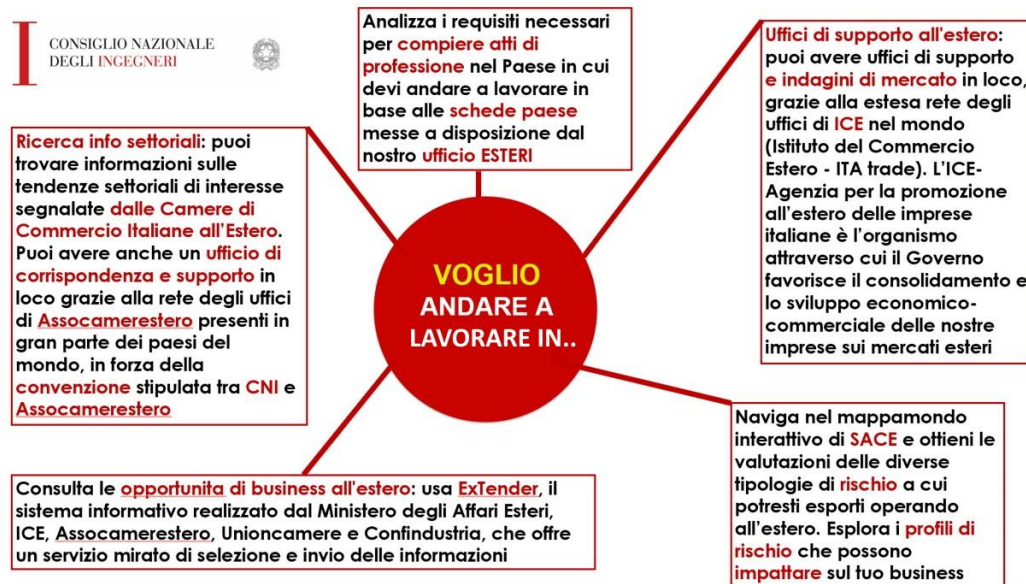 CONSIGLIO NAZIONALE
DEGLI INGEGNERI
Analizza i requisiti necessari
per compiere atti di
professione nel Paese in cui
devi andare a lavorare in
base alle schede paese
messe a disposizione dal
nostro ufficio ESTERI
Uffici di supporto all'estero:
puoi avere uffici di supporto
e indagini di mercato in loco,
grazie alla estesa rete degli
uffici di ICE nel mondo
(Istituto del Commercio
Estero - ITA trade). L'ICE-
Agenzia per la promozione
all'estero delle imprese
italiane è l'organismo
attraverso cui il Governo
favorisce il consolidamento e
lo sviluppo economico-
commerciale delle nostre
imprese sui mercati esteri
Ricerca info settoriali: puoi
trovare informazioni sulle
tendenze settoriali di interesse
segnalate dalle Camere di
Commercio Italiane all'Estero.
Puoi avere anche un ufficio di
corrispondenza e supporto in
loco grazie alla rete degli uffici
di Assocamerestero presenti in
gran parte dei paesi del
mondo, in forza della
convenzione stipulata tra CNI e
Assocamerestero
VOGLIO
ANDARE A
LAVORARE IN..
Consulta le opportunita di business all'estero: usa ExTender, il
sistema informativo realizzato dal Ministero degli Affari Esteri,
ICE, Assocamerestero, Unioncamere e Confindustria, che offre
un servizio mirato di selezione e invio delle informazioni
Naviga nel mappamondo
interattivo di SACE e ottieni le
valutazioni delle diverse
tipologie di rischio a cui
potresti esporti operando
all'estero. Esplora i profili di
rischio che possono
impattare sul tuo business